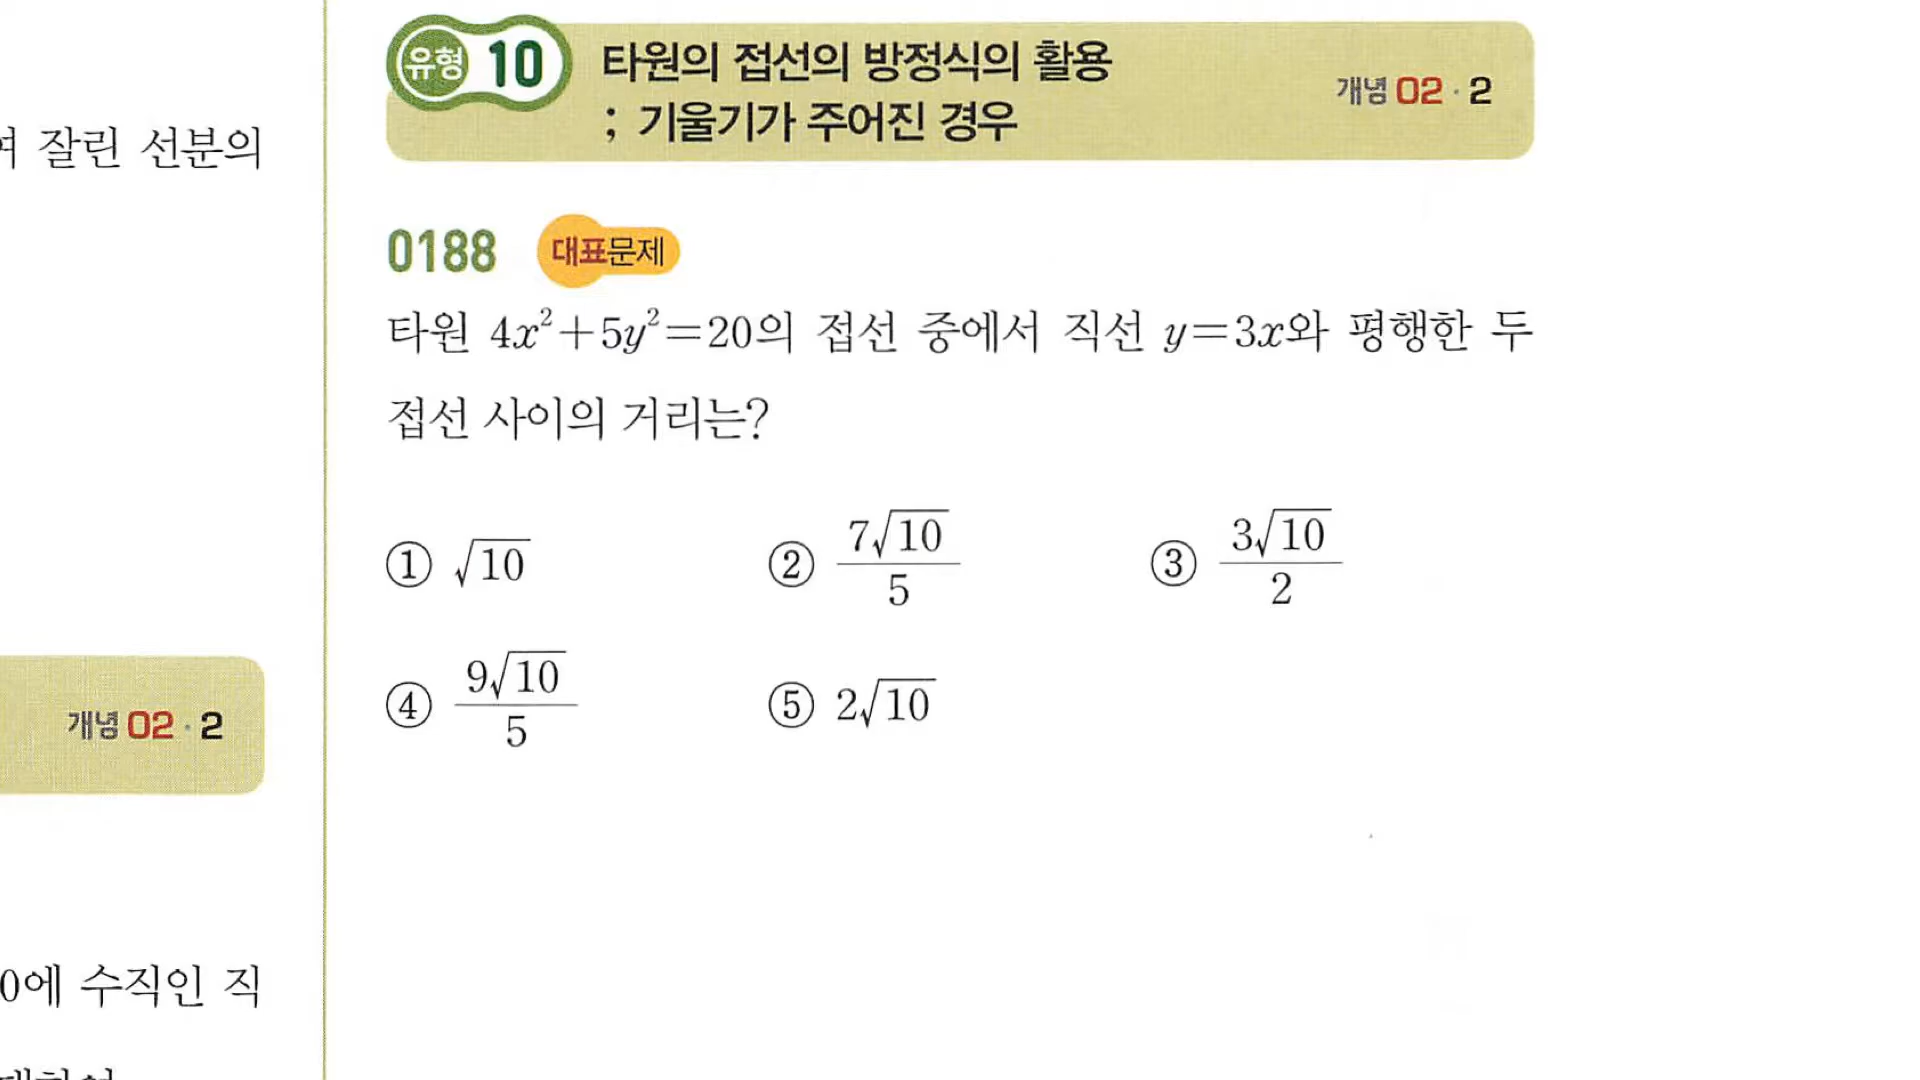 잘린 선분의
개념 02 · 2
0에 수직인 직
유형 10 타원의 접선의 방정식의 활용
; 기울기가 주어진 경우
개념 02 · 2
0188 대표문제
타원 4x²+5y²=20의 접선 중에서 직선 y=3x와 평행한 두
접선 사이의 거리는?
① √10 ② 7√10/5 ③ 3√10/2
④ 9√10/5 ⑤ 2√10